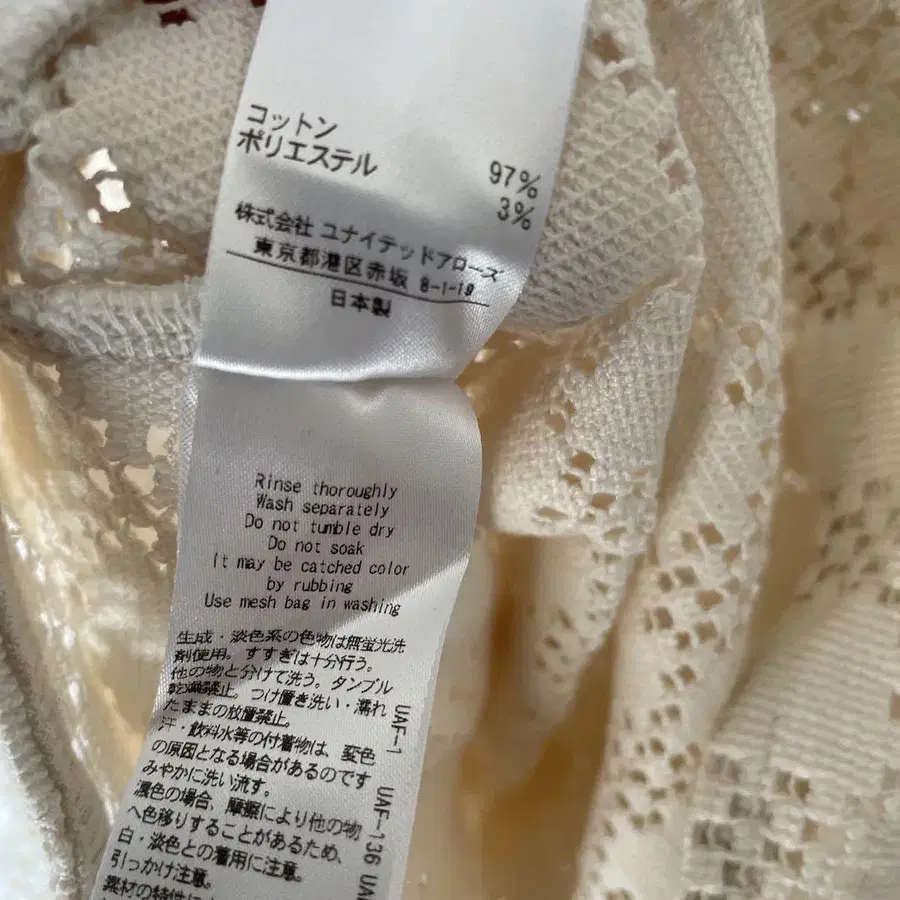 コットン 97%
ポリエステル 3%
株式会社 ユナイテッドアローズ
東京都港区赤坂 8-1-19
日本製
Rinse thoroughly
Wash separately
Do not tumble dry
Do not soak
It may be catched color
by rubbing
Use mesh bag in washing
生成・淡色系の色物は無蛍光洗
剤使用。すすぎは十分行う。
他の物と分けて洗う。タンブル
乾燥禁止。つけ置き洗い・濡れ
たままの放置禁止。
汗・飲料水等の付着物は、変色
の原因となる場合があるのです
みやかに洗い流す。
濃色の場合、摩擦により他の物
へ色移りすることがあるため、
白・淡色との着用に注意。
引っかけ注意。
素材の特性に
UAF-1 UAF-136 UA